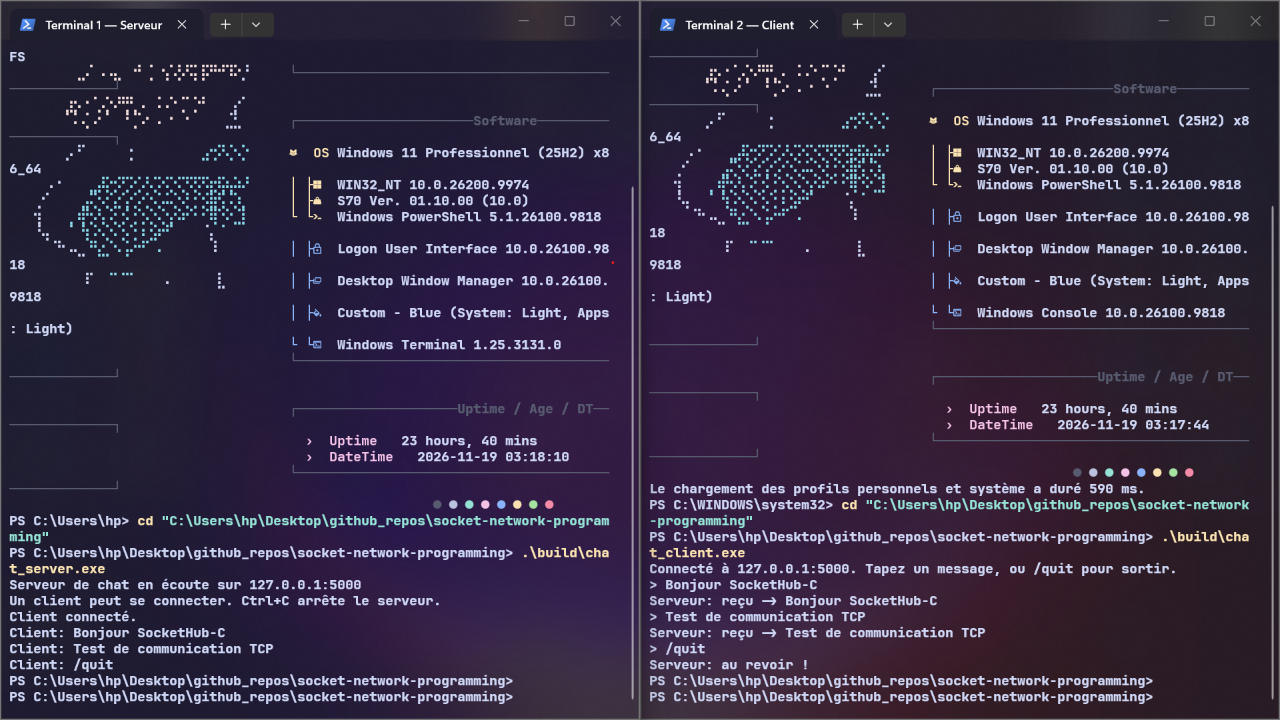 Terminal 1 — Serveur
FS
Software
OS Windows 11 Professionnel (25H2) x8
6_64
WIN32_NT 10.0.26200.9974
S70 Ver. 01.10.00 (10.0)
Windows PowerShell 5.1.26100.9818
Logon User Interface 10.0.26100.98
18
Desktop Window Manager 10.0.26100.
9818
Custom - Blue (System: Light, Apps
: Light)
Windows Terminal 1.25.3131.0
Uptime / Age / DT
› Uptime 23 hours, 40 mins
› DateTime 2026-11-19 03:18:10
PS C:\Users\hp> cd "C:\Users\hp\Desktop\github_repos\socket-network-program
ming"
PS C:\Users\hp\Desktop\github_repos\socket-network-programming> .\build\cha
t_server.exe
Serveur de chat en écoute sur 127.0.0.1:5000
Un client peut se connecter. Ctrl+C arrête le serveur.
Client connecté.
Client: Bonjour SocketHub-C
Client: Test de communication TCP
Client: /quit
PS C:\Users\hp\Desktop\github_repos\socket-network-programming>
PS C:\Users\hp\Desktop\github_repos\socket-network-programming>
Terminal 2 — Client
Software
OS Windows 11 Professionnel (25H2) x8
6_64
WIN32_NT 10.0.26200.9974
S70 Ver. 01.10.00 (10.0)
Windows PowerShell 5.1.26100.9818
Logon User Interface 10.0.26100.98
18
Desktop Window Manager 10.0.26100.
9818
Custom - Blue (System: Light, Apps
: Light)
Windows Console 10.0.26100.9818
Uptime / Age / DT
› Uptime 23 hours, 40 mins
› DateTime 2026-11-19 03:17:44
Le chargement des profils personnels et système a duré 590 ms.
PS C:\WINDOWS\system32> cd "C:\Users\hp\Desktop\github_repos\socket-network
-programming"
PS C:\Users\hp\Desktop\github_repos\socket-network-programming> .\build\cha
t_client.exe
Connecté à 127.0.0.1:5000. Tapez un message, ou /quit pour sortir.
> Bonjour SocketHub-C
Serveur: reçu -> Bonjour SocketHub-C
> Test de communication TCP
Serveur: reçu -> Test de communication TCP
> /quit
Serveur: au revoir !
PS C:\Users\hp\Desktop\github_repos\socket-network-programming>
PS C:\Users\hp\Desktop\github_repos\socket-network-programming>